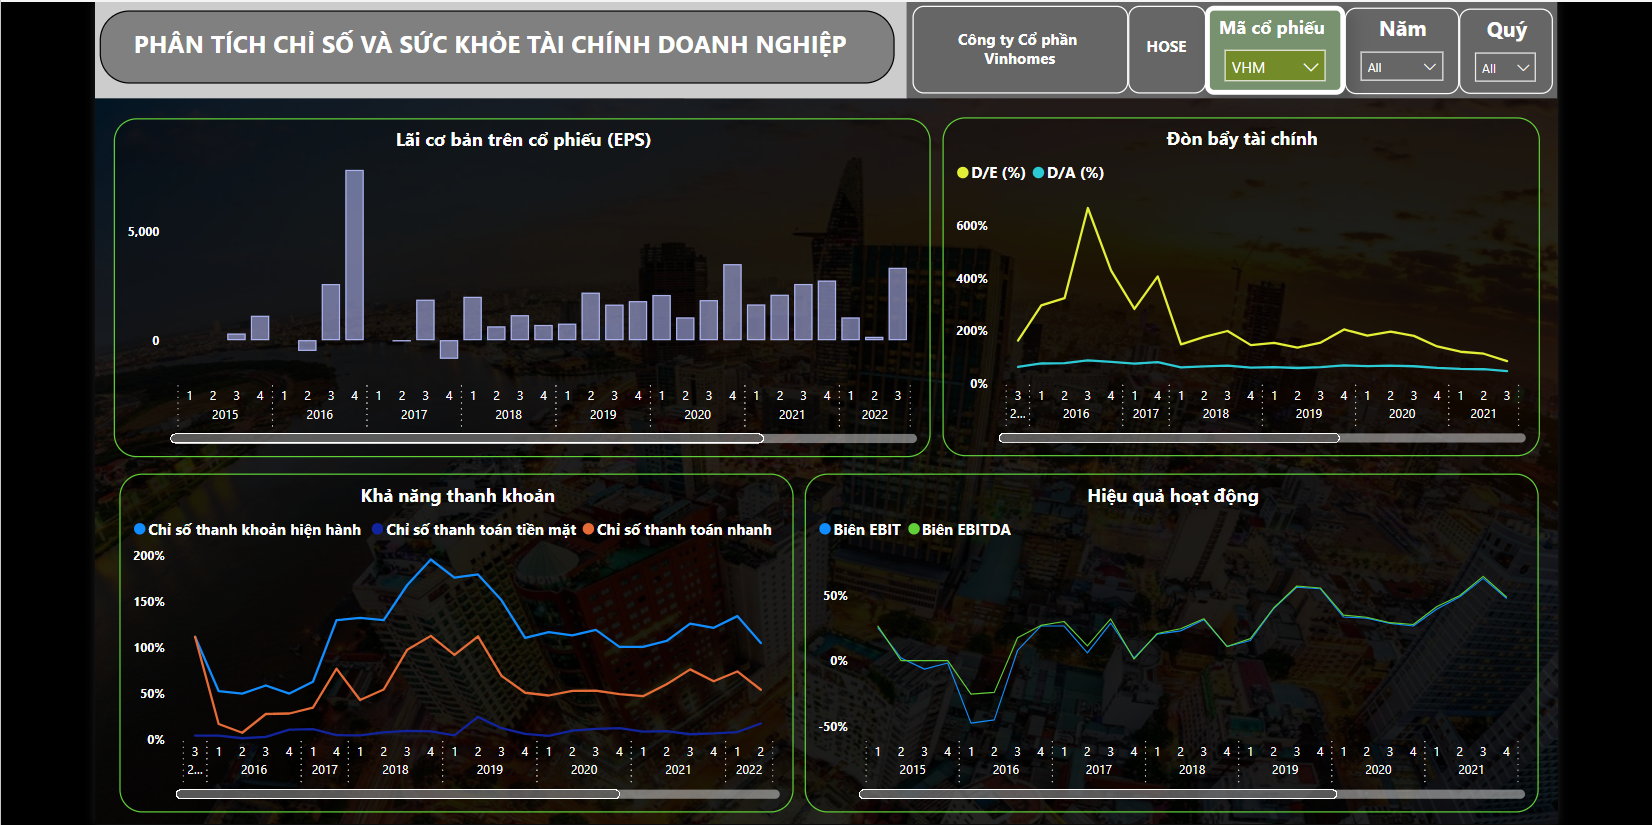 PHÂN TÍCH CHỈ SỐ VÀ SỨC KHỎE TÀI CHÍNH DOANH NGHIỆP
Công ty Cổ phần
Vinhomes
HOSE
Mã cổ phiếu
VHM
Năm
All
Quý
All
Lãi cơ bản trên cổ phiếu (EPS)
5,000
0
1 2 3 4 1 2 3 4 1 2 3 4 1 2 3 4 1 2 3 4 1 2 3 4 1 2 3 4 1 2 3
2015 2016 2017 2018 2019 2020 2021 2022
Đòn bẩy tài chính
D/E (%) D/A (%)
600%
400%
200%
0%
3 1 2 3 4 1 4 1 2 3 4 1 2 3 4 1 2 3 4 1 2 3
2... 2016 2017 2018 2019 2020 2021
Khả năng thanh khoản
Chỉ số thanh khoản hiện hành Chỉ số thanh toán tiền mặt Chỉ số thanh toán nhanh
200%
150%
100%
50%
0%
3 1 2 3 4 1 4 1 2 3 4 1 2 3 4 1 2 3 4 1 2 3 4 1 2
2... 2016 2017 2018 2019 2020 2021 2022
Hiệu quả hoạt động
Biên EBIT Biên EBITDA
50%
0%
-50%
1 2 3 4 1 2 3 4 1 2 3 4 1 2 3 4 1 2 3 4 1 2 3 4 1 2 3 4
2015 2016 2017 2018 2019 2020 2021